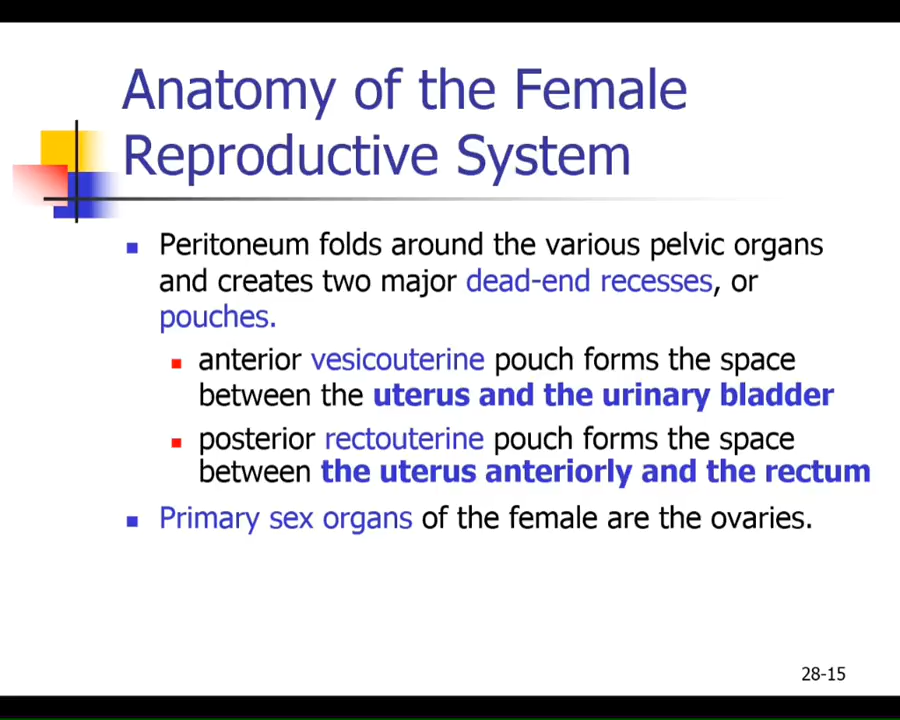 Anatomy of the Female
Reproductive System
Peritoneum folds around the various pelvic organs
and creates two major dead-end recesses, or
pouches.
anterior vesicouterine pouch forms the space
between the uterus and the urinary bladder
posterior rectouterine pouch forms the space
between the uterus anteriorly and the rectum
Primary sex organs of the female are the ovaries.
28-15